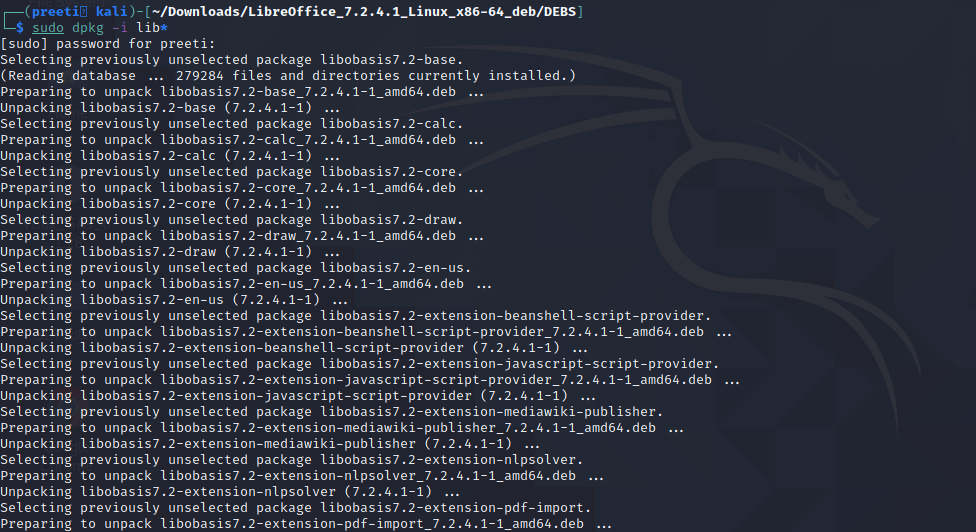 ┌──(preeti kali)-[~/Downloads/LibreOffice_7.2.4.1_Linux_x86-64_deb/DEBS]
└─$ sudo dpkg -i lib*
[sudo] password for preeti:
Selecting previously unselected package libobasis7.2-base.
(Reading database ... 279284 files and directories currently installed.)
Preparing to unpack libobasis7.2-base_7.2.4.1-1_amd64.deb ...
Unpacking libobasis7.2-base (7.2.4.1-1) ...
Selecting previously unselected package libobasis7.2-calc.
Preparing to unpack libobasis7.2-calc_7.2.4.1-1_amd64.deb ...
Unpacking libobasis7.2-calc (7.2.4.1-1) ...
Selecting previously unselected package libobasis7.2-core.
Preparing to unpack libobasis7.2-core_7.2.4.1-1_amd64.deb ...
Unpacking libobasis7.2-core (7.2.4.1-1) ...
Selecting previously unselected package libobasis7.2-draw.
Preparing to unpack libobasis7.2-draw_7.2.4.1-1_amd64.deb ...
Unpacking libobasis7.2-draw (7.2.4.1-1) ...
Selecting previously unselected package libobasis7.2-en-us.
Preparing to unpack libobasis7.2-en-us_7.2.4.1-1_amd64.deb ...
Unpacking libobasis7.2-en-us (7.2.4.1-1) ...
Selecting previously unselected package libobasis7.2-extension-beanshell-script-provider.
Preparing to unpack libobasis7.2-extension-beanshell-script-provider_7.2.4.1-1_amd64.deb ...
Unpacking libobasis7.2-extension-beanshell-script-provider (7.2.4.1-1) ...
Selecting previously unselected package libobasis7.2-extension-javascript-script-provider.
Preparing to unpack libobasis7.2-extension-javascript-script-provider_7.2.4.1-1_amd64.deb ...
Unpacking libobasis7.2-extension-javascript-script-provider (7.2.4.1-1) ...
Selecting previously unselected package libobasis7.2-extension-mediawiki-publisher.
Preparing to unpack libobasis7.2-extension-mediawiki-publisher_7.2.4.1-1_amd64.deb ...
Unpacking libobasis7.2-extension-mediawiki-publisher (7.2.4.1-1) ...
Selecting previously unselected package libobasis7.2-extension-nlpsolver.
Preparing to unpack libobasis7.2-extension-nlpsolver_7.2.4.1-1_amd64.deb ...
Unpacking libobasis7.2-extension-nlpsolver (7.2.4.1-1) ...
Selecting previously unselected package libobasis7.2-extension-pdf-import.
Preparing to unpack libobasis7.2-extension-pdf-import_7.2.4.1-1_amd64.deb ...